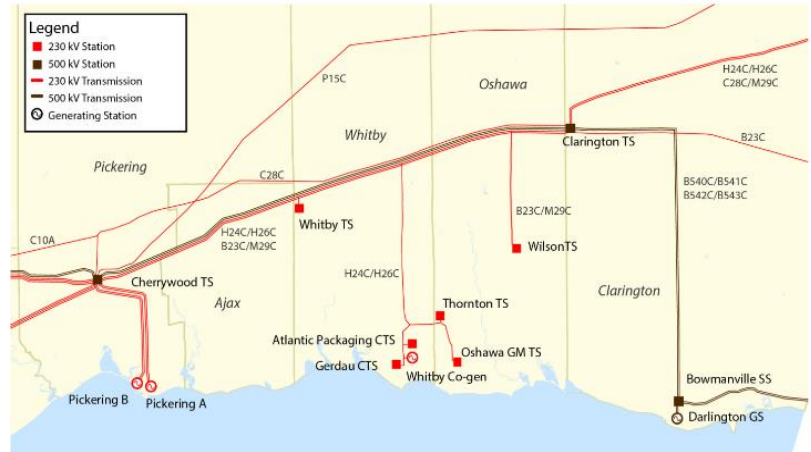 Legend
230 kV Station
500 kV Station
230 kV Transmission
500 kV Transmission
Generating Station
P15C
Oshawa
H24C/H26C
C28C/M29C
Whitby
Clarington TS
B23C
Pickering
C28C
B540C/B541C
B542C/B543C
Whitby TS
B23C/M29C
C10A
H24C/H26C
B23C/M29C
WilsonTS
Cherrywood TS
H24C/H26C
Clarington
Ajax
Thornton TS
Atlantic Packaging CTS
Oshawa GM TS
Gerdau CTS
Whitby Co-gen
Bowmanville SS
Pickering B
Pickering A
Darlington GS